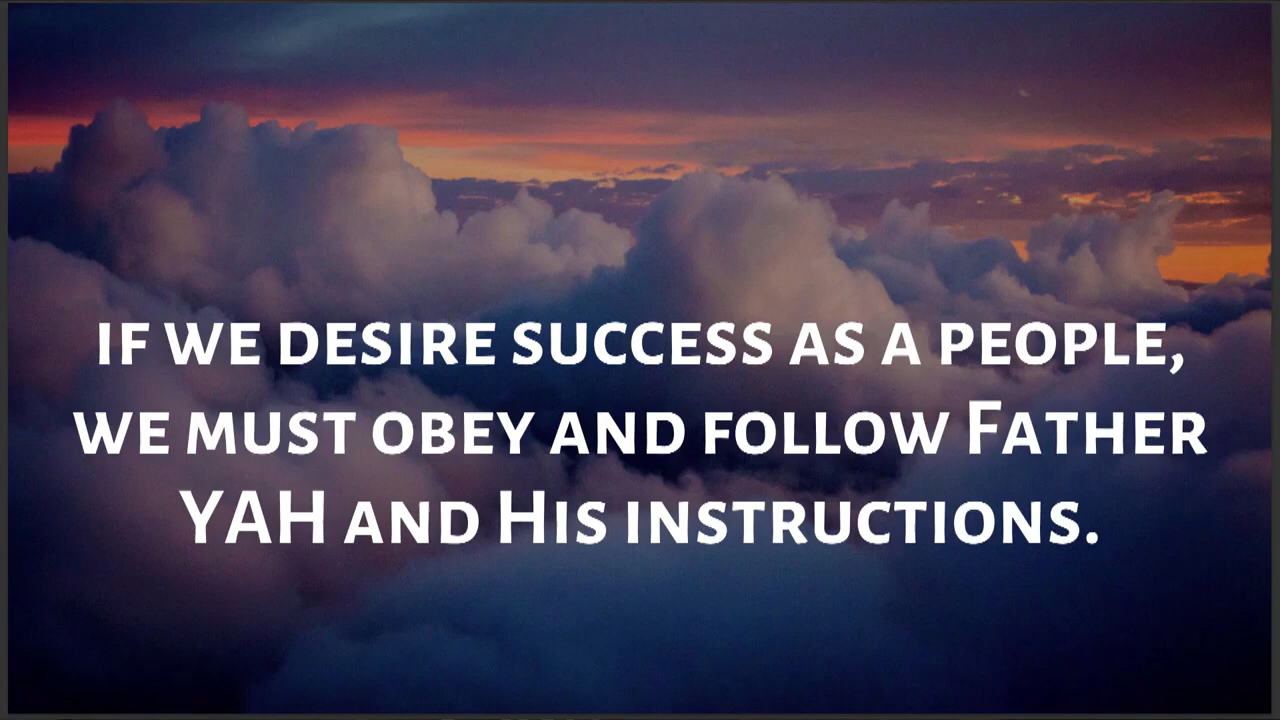 IF WE DESIRE SUCCESS AS A PEOPLE,
WE MUST OBEY AND FOLLOW FATHER
YAH AND HIS INSTRUCTIONS.